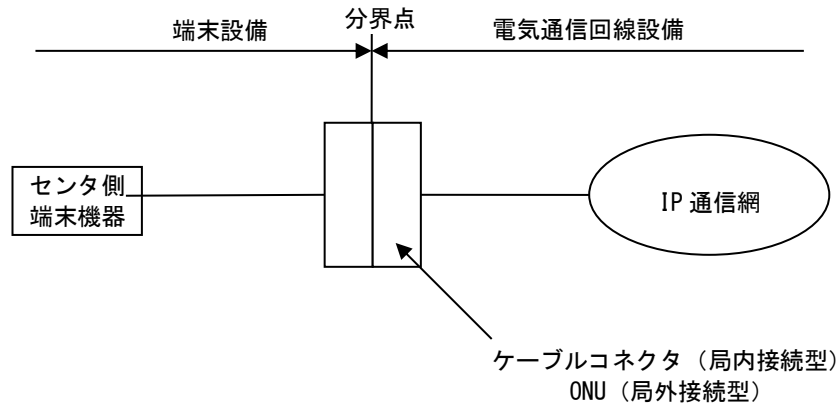 分界点
端末設備
電気通信回線設備
センタ側
端末機器
IP 通信網
ケーブルコネクタ（局内接続型）
ONU（局外接続型）